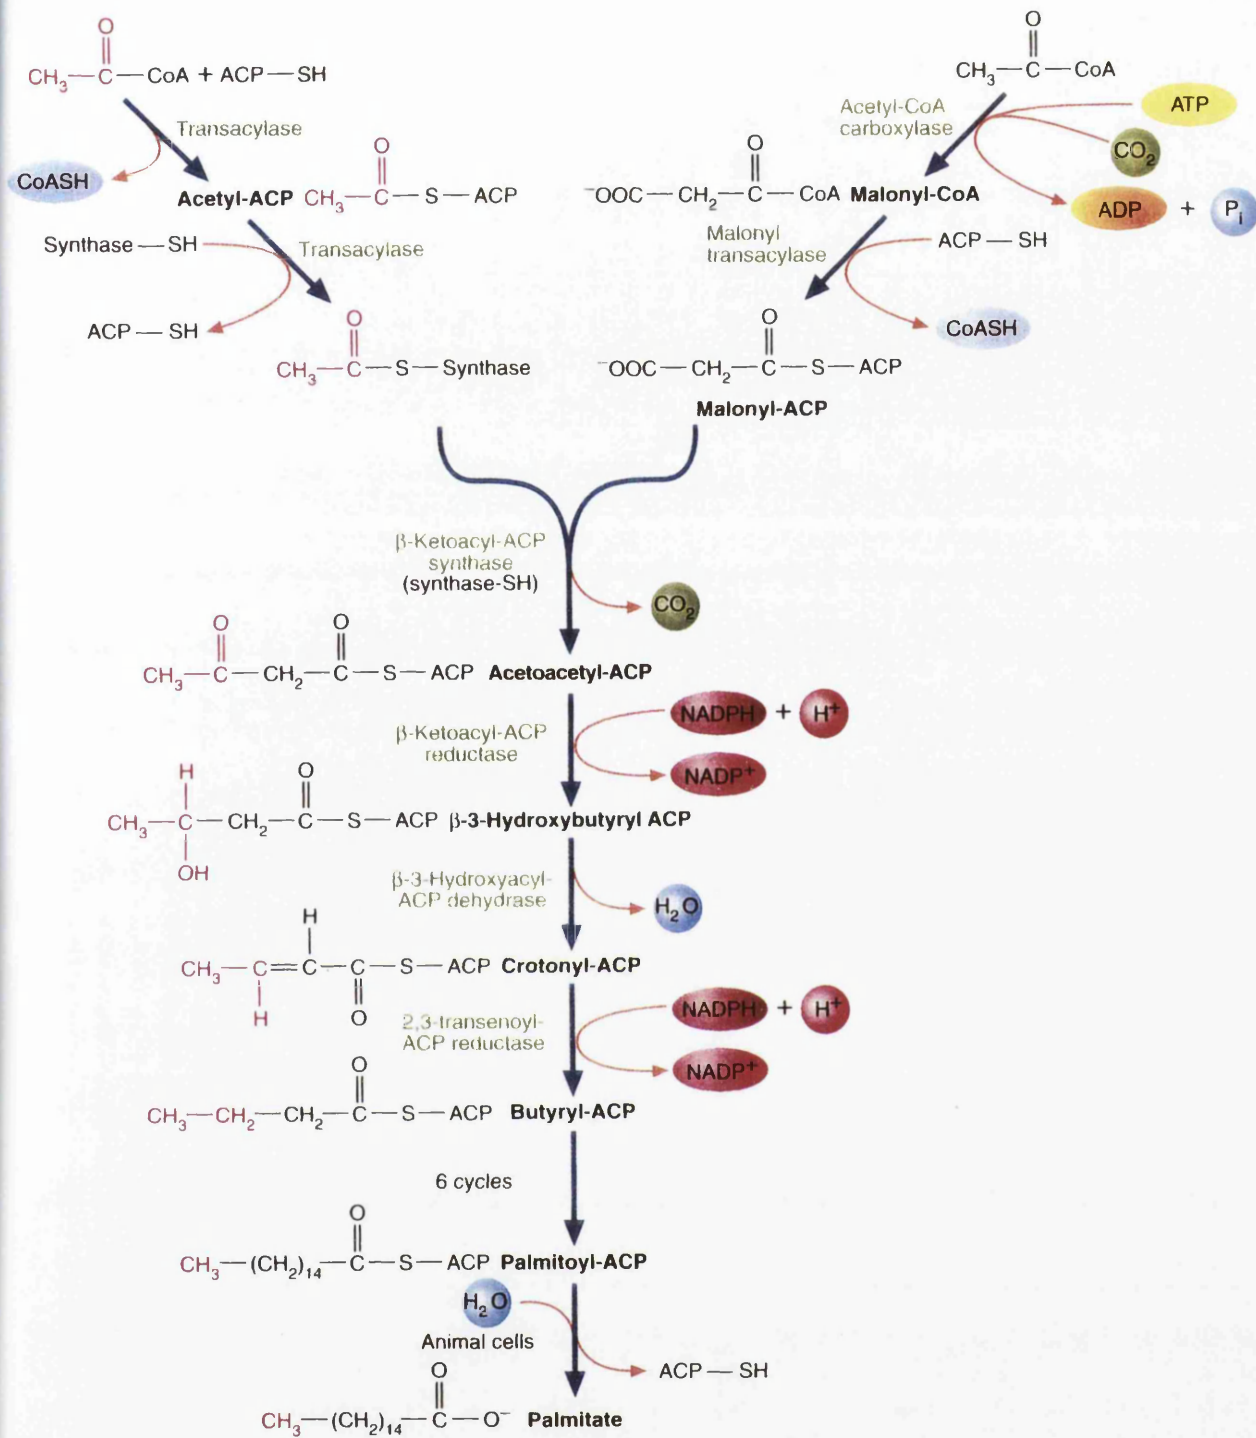 O
CH₃—C—CoA + ACP—SH
Transacylase
CoASH
O
Acetyl-ACP CH₃—C—S—ACP
Synthase—SH
Transacylase
ACP—SH
O
CH₃—C—S—Synthase
O
CH₃—C—CoA
Acetyl-CoA
carboxylase
ATP
CO₂
ADP + Pi
O
⁻OOC—CH₂—C—CoA Malonyl-CoA
Malonyl
transacylase
ACP—SH
CoASH
O
⁻OOC—CH₂—C—S—ACP
Malonyl-ACP
β-Ketoacyl-ACP
synthase
(synthase-SH)
CO₂
O O
CH₃—C—CH₂—C—S—ACP Acetoacetyl-ACP
β-Ketoacyl-ACP
reductase
NADPH + H⁺
NADP⁺
H O
CH₃—C—CH₂—C—S—ACP β-3-Hydroxybutyryl ACP
OH
β-3-Hydroxyacyl-
ACP dehydrase
H₂O
H
CH₃—C=C—C—S—ACP Crotonyl-ACP
H O
2,3-transenoyl-
ACP reductase
NADPH + H⁺
NADP⁺
O
CH₃—CH₂—CH₂—C—S—ACP Butyryl-ACP
6 cycles
O
CH₃—(CH₂)₁₄—C—S—ACP Palmitoyl-ACP
H₂O
Animal cells
ACP—SH
O
CH₃—(CH₂)₁₄—C—O⁻ Palmitate